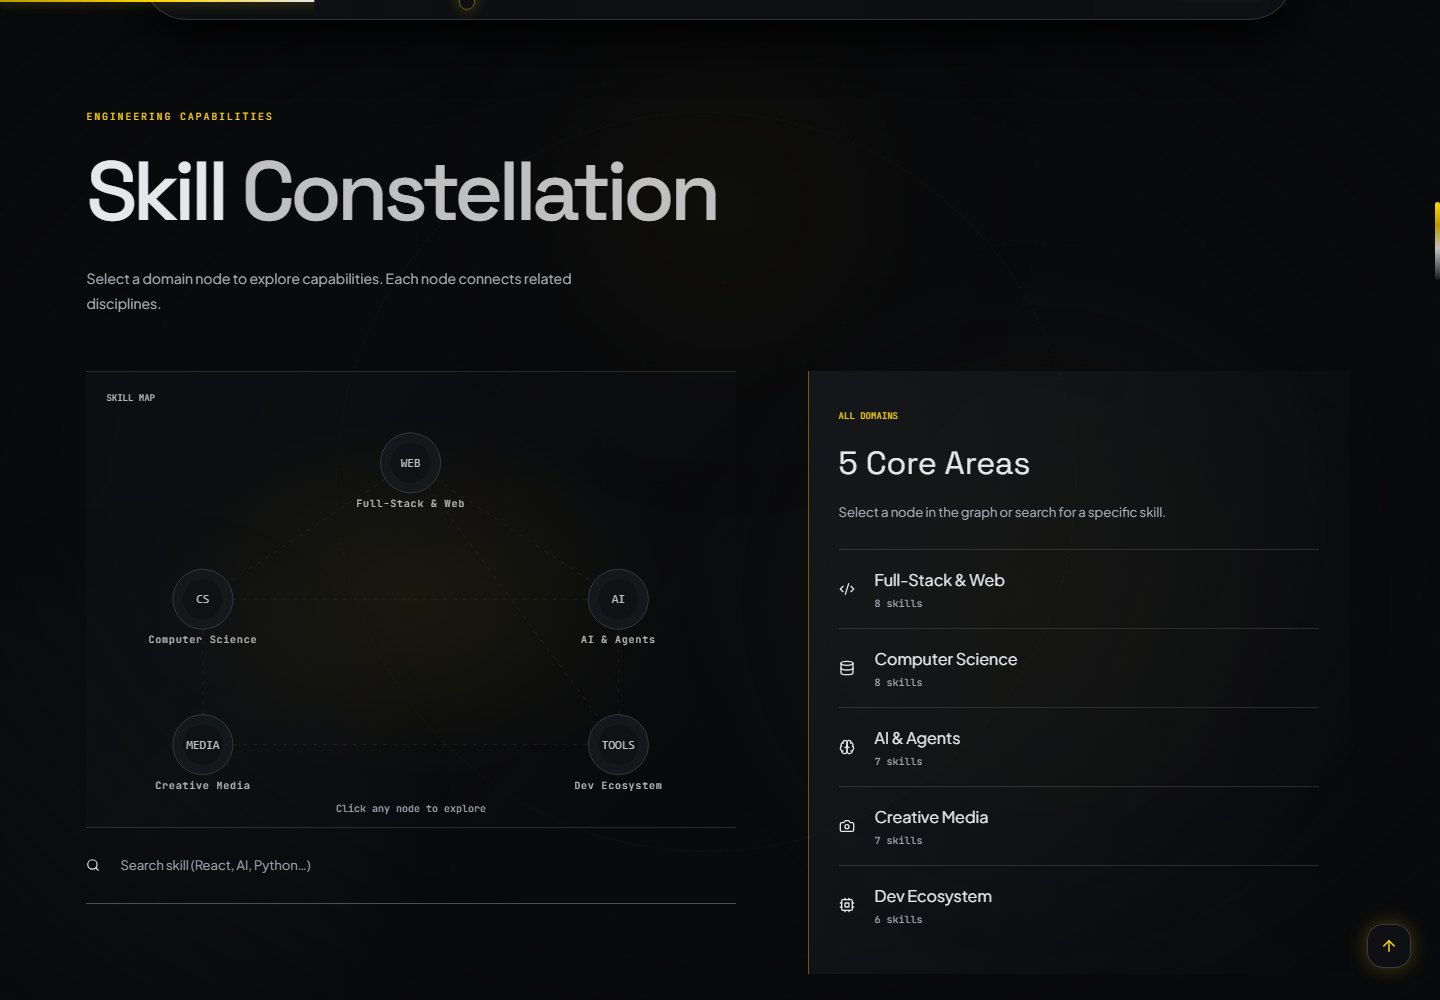 ENGINEERING CAPABILITIES
Skill Constellation
Select a domain node to explore capabilities. Each node connects related
disciplines.
SKILL MAP
WEB
Full-Stack & Web
CS
Computer Science
AI
AI & Agents
MEDIA
Creative Media
TOOLS
Dev Ecosystem
Click any node to explore
Search skill (React, AI, Python...)
ALL DOMAINS
5 Core Areas
Select a node in the graph or search for a specific skill.
Full-Stack & Web
8 skills
Computer Science
8 skills
AI & Agents
7 skills
Creative Media
7 skills
Dev Ecosystem
6 skills